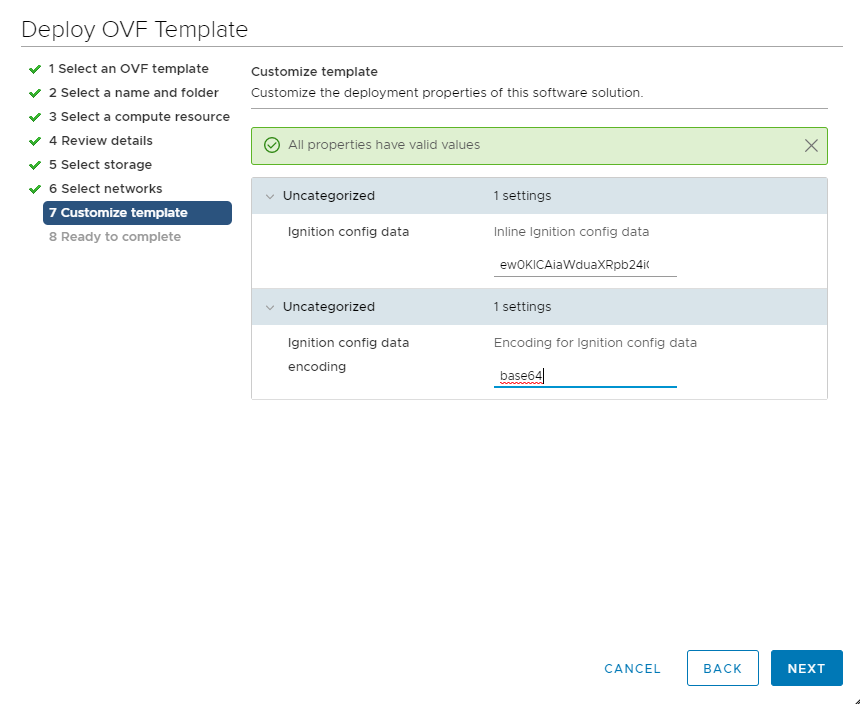 Deploy OVF Template
1 Select an OVF template
2 Select a name and folder
3 Select a compute resource
4 Review details
5 Select storage
6 Select networks
7 Customize template
8 Ready to complete
Customize template
Customize the deployment properties of this software solution.
All properties have valid values
Uncategorized 1 settings
Ignition config data Inline Ignition config data
Uncategorized 1 settings
Ignition config data Encoding for Ignition config data
encoding
base64
CANCEL BACK NEXT